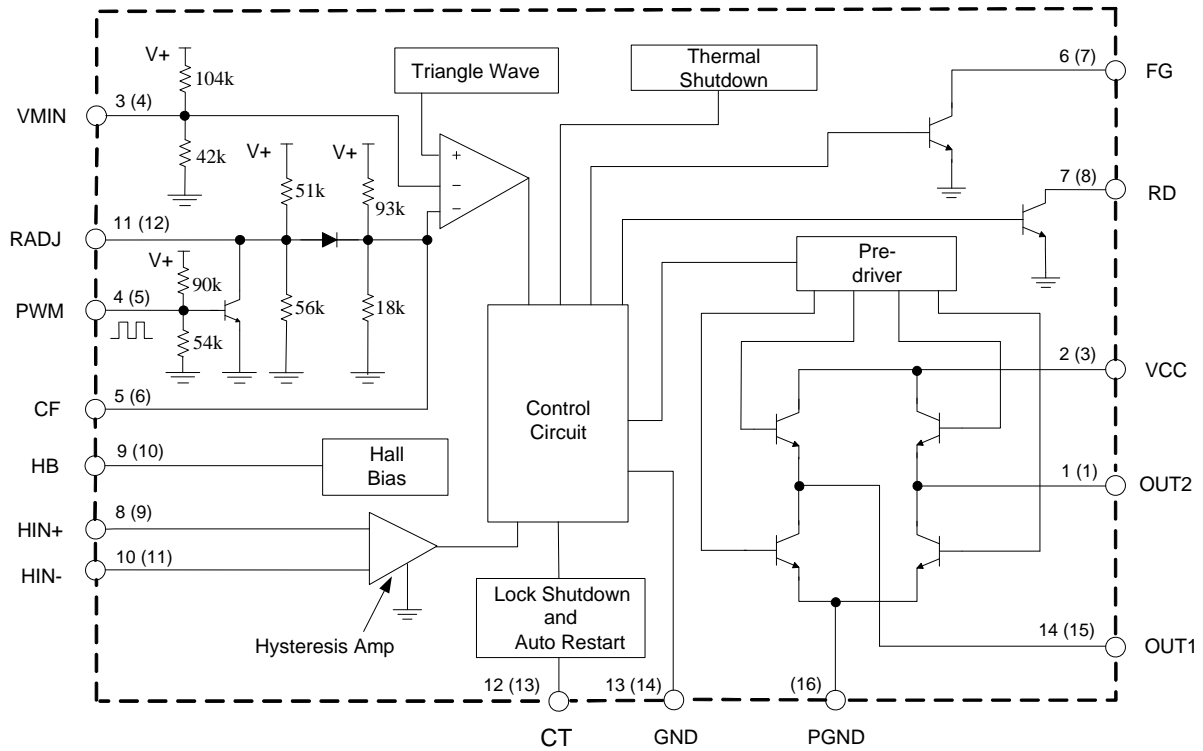 V+
104k
Triangle Wave
Thermal
Shutdown
6 (7)
FG
VMIN
3 (4)
42k
V+
V+
+
−
−
51k
93k
7 (8)
RD
RADJ
11 (12)
V+
90k
Pre-
driver
PWM
4 (5)
54k
56k
18k
2 (3)
VCC
CF
5 (6)
Control
Circuit
HB
9 (10)
Hall
Bias
1 (1)
OUT2
HIN+
8 (9)
HIN-
10 (11)
Hysteresis Amp
Lock Shutdown
and
Auto Restart
14 (15)
OUT1
12 (13)
13 (14)
(16)
CT
GND
PGND